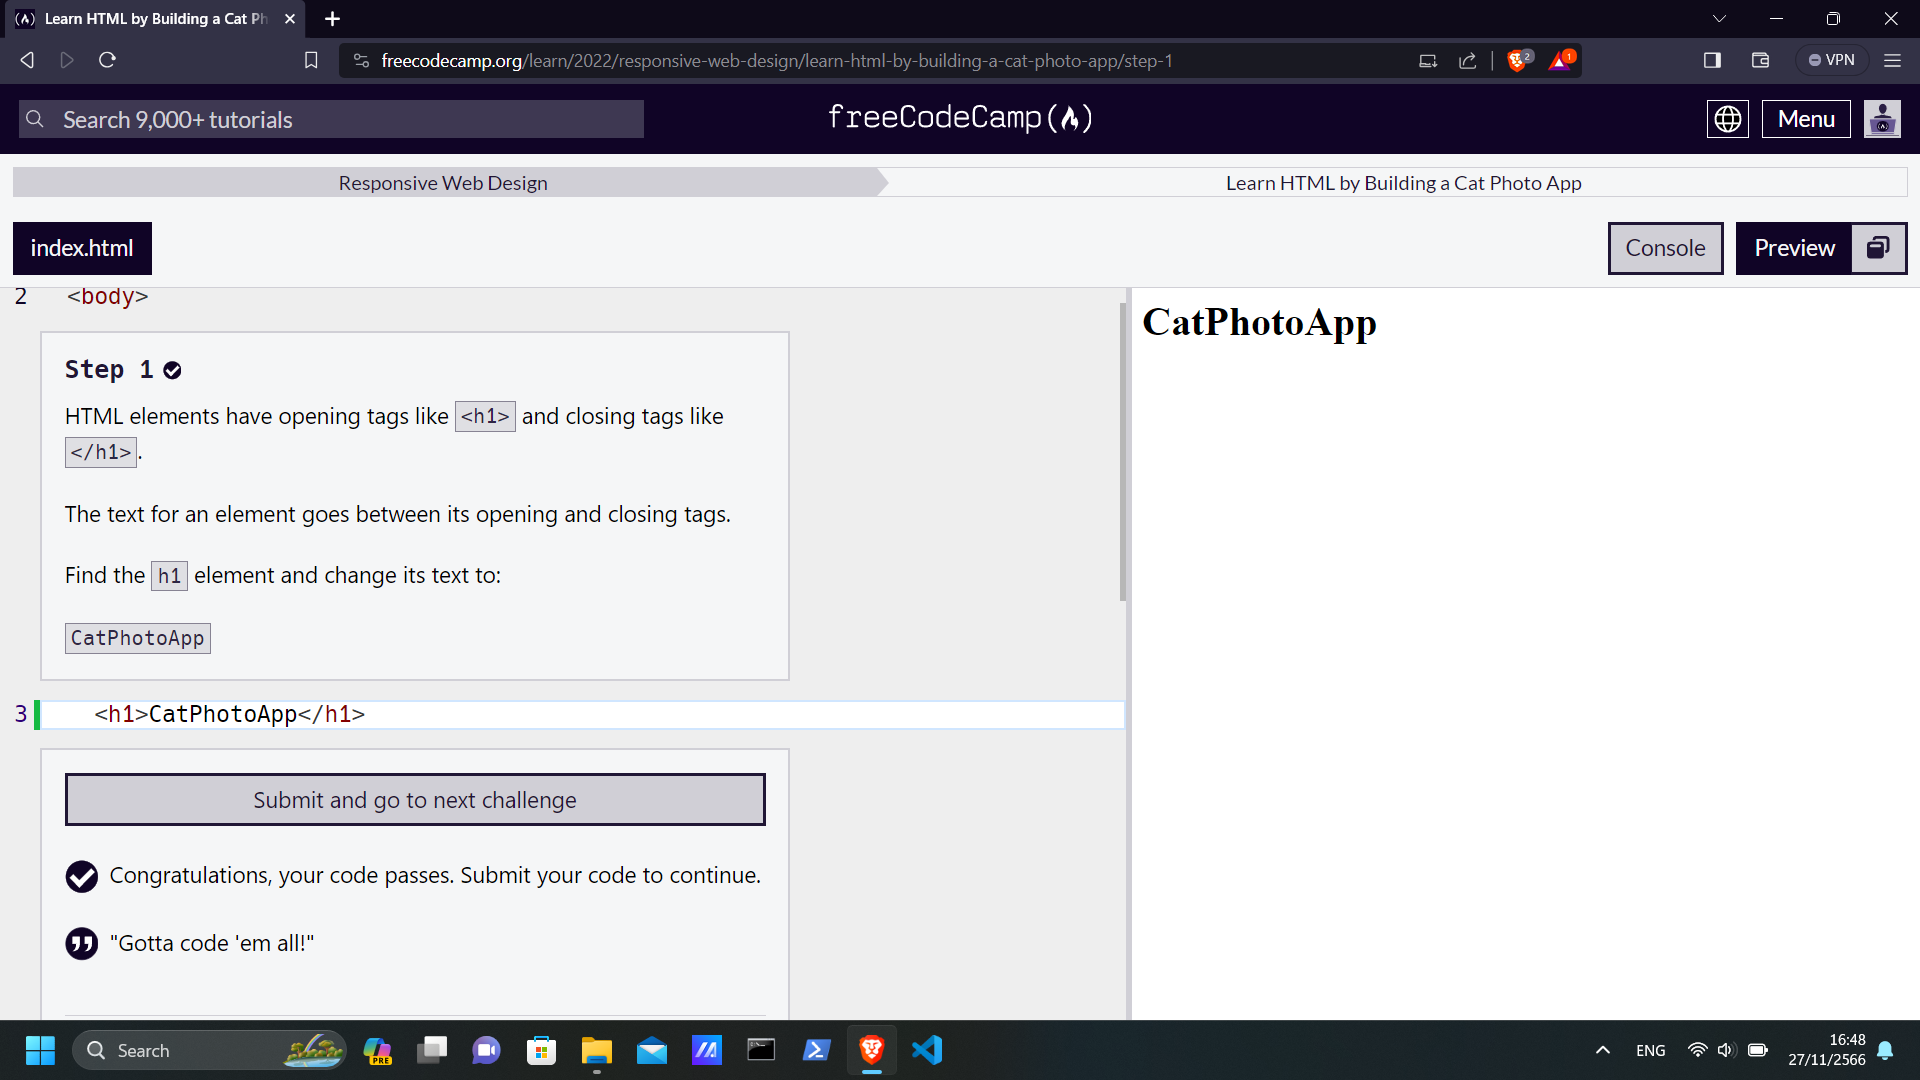 Learn HTML by Building a Cat Ph
freecodecamp.org/learn/2022/responsive-web-design/learn-html-by-building-a-cat-photo-app/step-1
2
1
VPN
Search 9,000+ tutorials
freeCodeCamp
Menu
Responsive Web Design
Learn HTML by Building a Cat Photo App
index.html
Console
Preview
2 <body>
CatPhotoApp
Step 1
HTML elements have opening tags like <h1> and closing tags like
</h1>.
The text for an element goes between its opening and closing tags.
Find the h1 element and change its text to:
CatPhotoApp
3 <h1>CatPhotoApp</h1>
Submit and go to next challenge
Congratulations, your code passes. Submit your code to continue.
"Gotta code 'em all!"
Search
PRE
ENG
16:48
27/11/2566